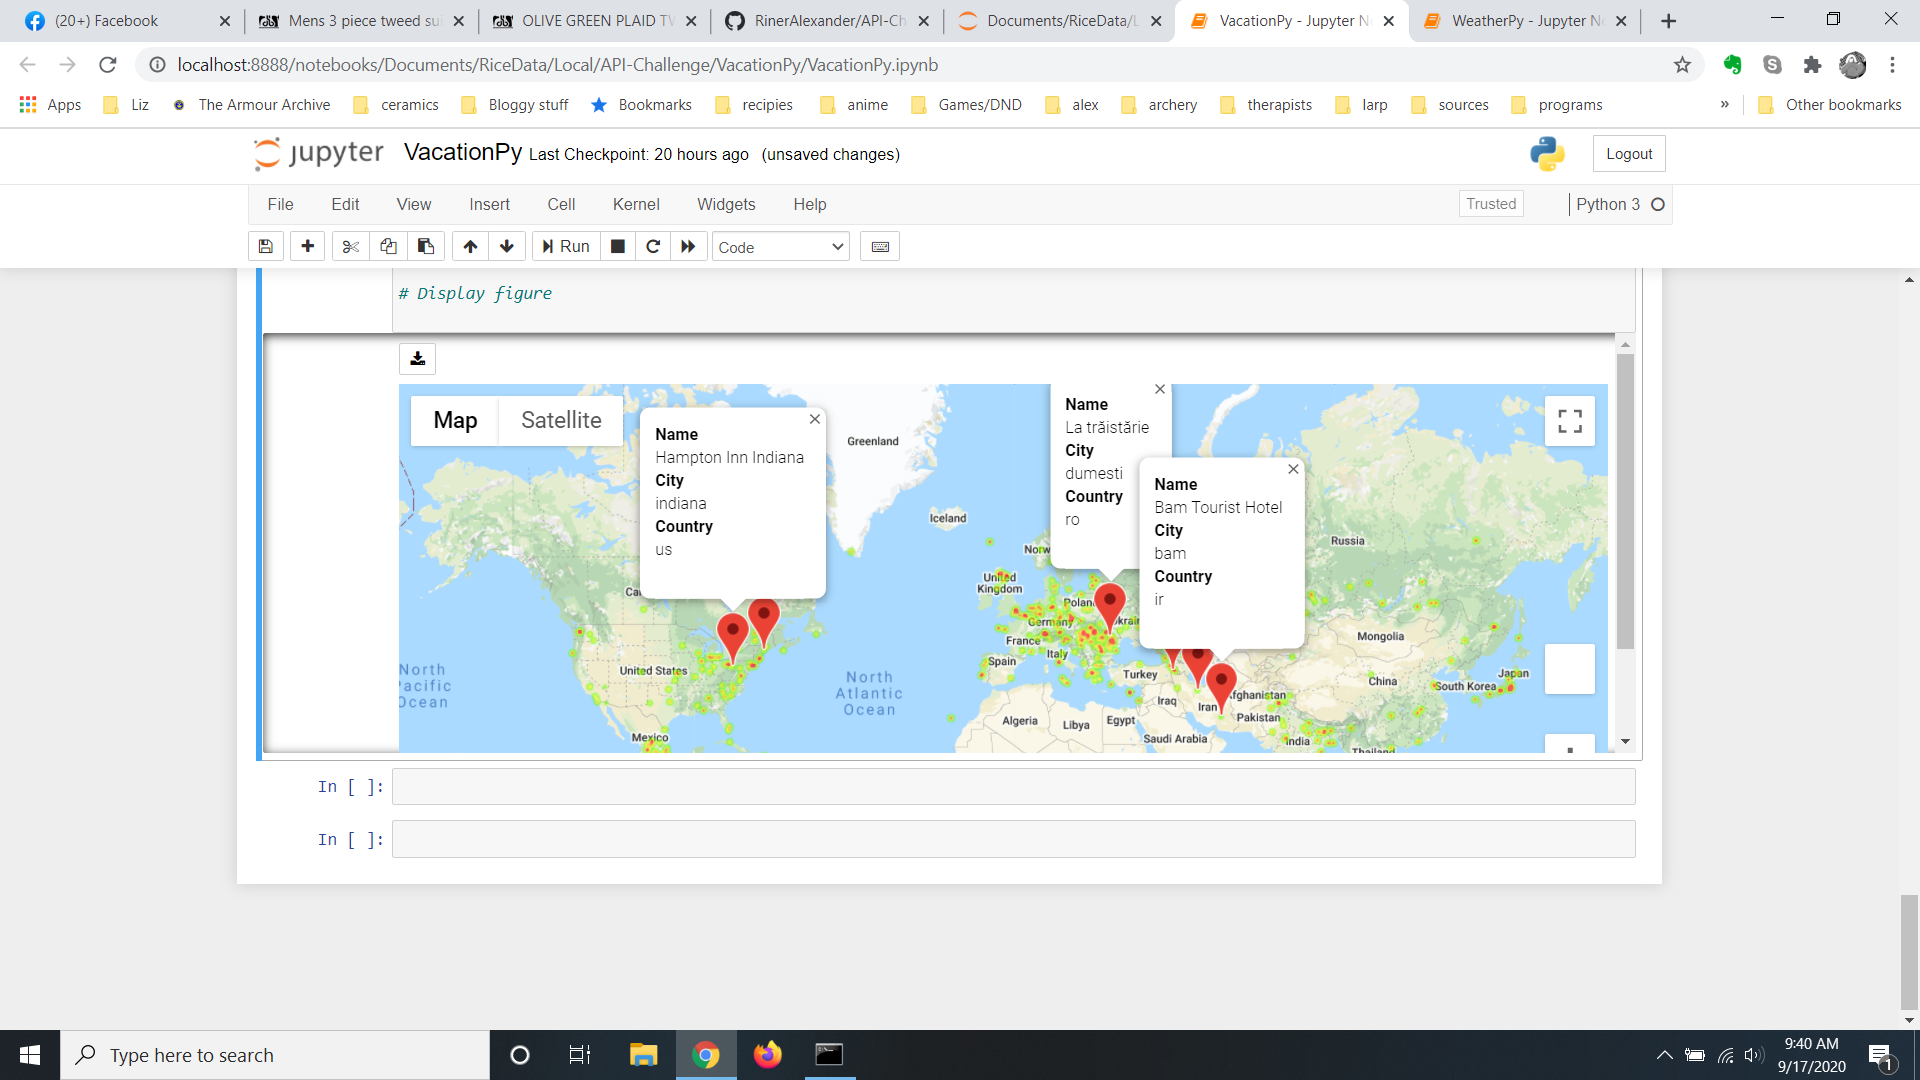 (20+) Facebook
Mens 3 piece tweed sui
OLIVE GREEN PLAID TV
RinerAlexander/API-Ch
Documents/RiceData/L
VacationPy - Jupyter N
WeatherPy - Jupyter No
localhost:8888/notebooks/Documents/RiceData/Local/API-Challenge/VacationPy/VacationPy.ipynb
Apps
Liz
The Armour Archive
ceramics
Bloggy stuff
Bookmarks
recipies
anime
Games/DND
alex
archery
therapists
larp
sources
programs
»
Other bookmarks
jupyter
VacationPy Last Checkpoint: 20 hours ago (unsaved changes)
Logout
File Edit View Insert Cell Kernel Widgets Help
Trusted
Python 3
Run
Code
# Display figure
Map
Satellite
Name
Hampton Inn Indiana
City
indiana
Country
us
Name
La trăistărie
City
dumesti
Country
ro
Name
Bam Tourist Hotel
City
bam
Country
ir
Greenland
Iceland
Norw
Russia
United
Kingdom
Ca
Polan
Germany
krai
France
Mongolia
Italy
Spain
United States
Turkey
China
Japan
South Korea
North
Pacific
Ocean
North
Atlantic
Ocean
Iraq
Iran
fghanistan
Pakistan
Algeria
Libya
Egypt
Mexico
Saudi Arabia
India
Thailand
In [ ]:
In [ ]:
Type here to search
9:40 AM
9/17/2020
1